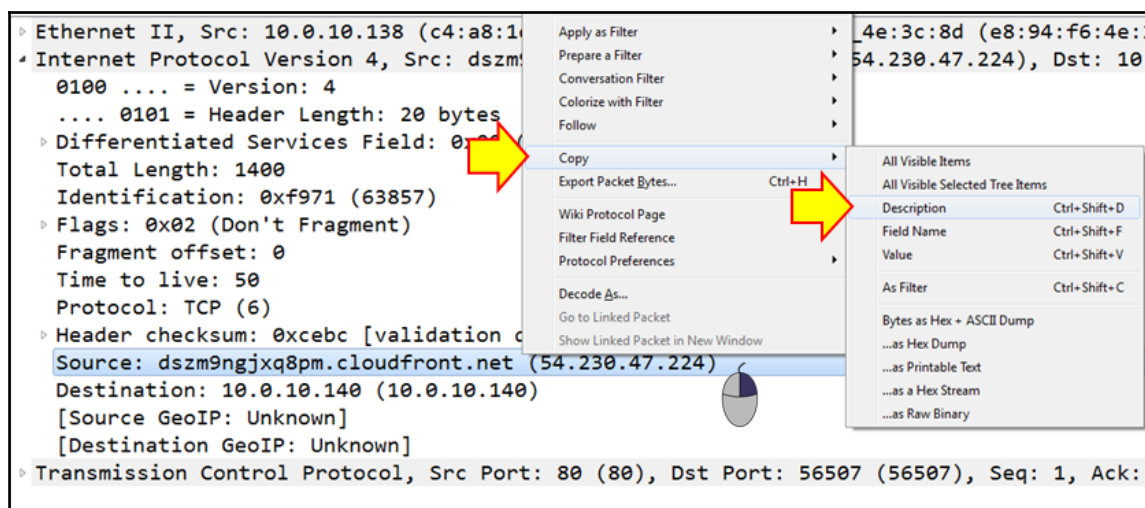 Ethernet II, Src: 10.0.10.138 (c4:a8:1
_4e:3c:8d (e8:94:f6:4e:
Internet Protocol Version 4, Src: dszm9
54.230.47.224), Dst: 10
0100 .... = Version: 4
.... 0101 = Header Length: 20 bytes
Differentiated Services Field:
Total Length: 1400
Identification: 0xf971 (63857)
Flags: 0x02 (Don't Fragment)
Fragment offset: 0
Time to live: 50
Protocol: TCP (6)
Header checksum: 0xcebc [validation
Source: dszm9ngjxq8pm.cloudfront.net (54.230.47.224)
Destination: 10.0.10.140 (10.0.10.140)
[Source GeoIP: Unknown]
[Destination GeoIP: Unknown]
Transmission Control Protocol, Src Port: 80 (80), Dst Port: 56507 (56507), Seq: 1, Ack:
Apply as Filter
Prepare a Filter
Conversation Filter
Colorize with Filter
Follow
Copy
Export Packet Bytes... Ctrl+H
Wiki Protocol Page
Filter Field Reference
Protocol Preferences
Decode As...
Go to Linked Packet
Show Linked Packet in New Window
All Visible Items
All Visible Selected Tree Items
Description Ctrl+Shift+D
Field Name Ctrl+Shift+F
Value Ctrl+Shift+V
As Filter Ctrl+Shift+C
Bytes as Hex + ASCII Dump
...as Hex Dump
...as Printable Text
...as a Hex Stream
...as Raw Binary